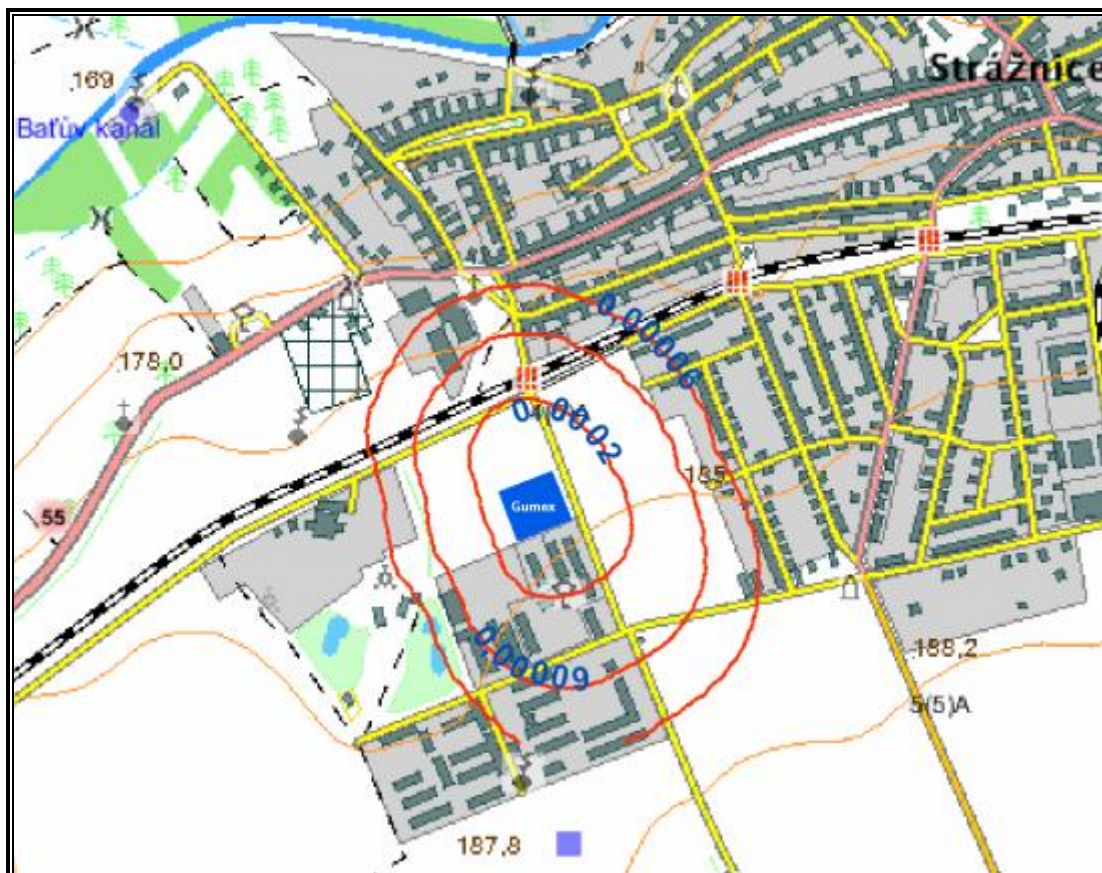 Strážnice
169
Baťův kanál
0.00006
178,0
0.0002
185
Gumex
55
0.00009
188,2
5(5)A
187,8